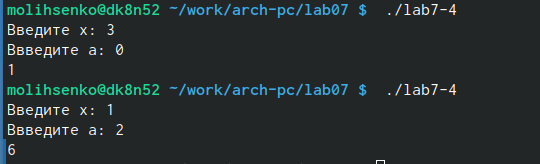 molihsenko@dk8n52 ~/work/arch-pc/lab07 $  ./lab7-4
Введите x: 3
Ввведите a: 0
1
molihsenko@dk8n52 ~/work/arch-pc/lab07 $  ./lab7-4
Введите x: 1
Ввведите a: 2
6